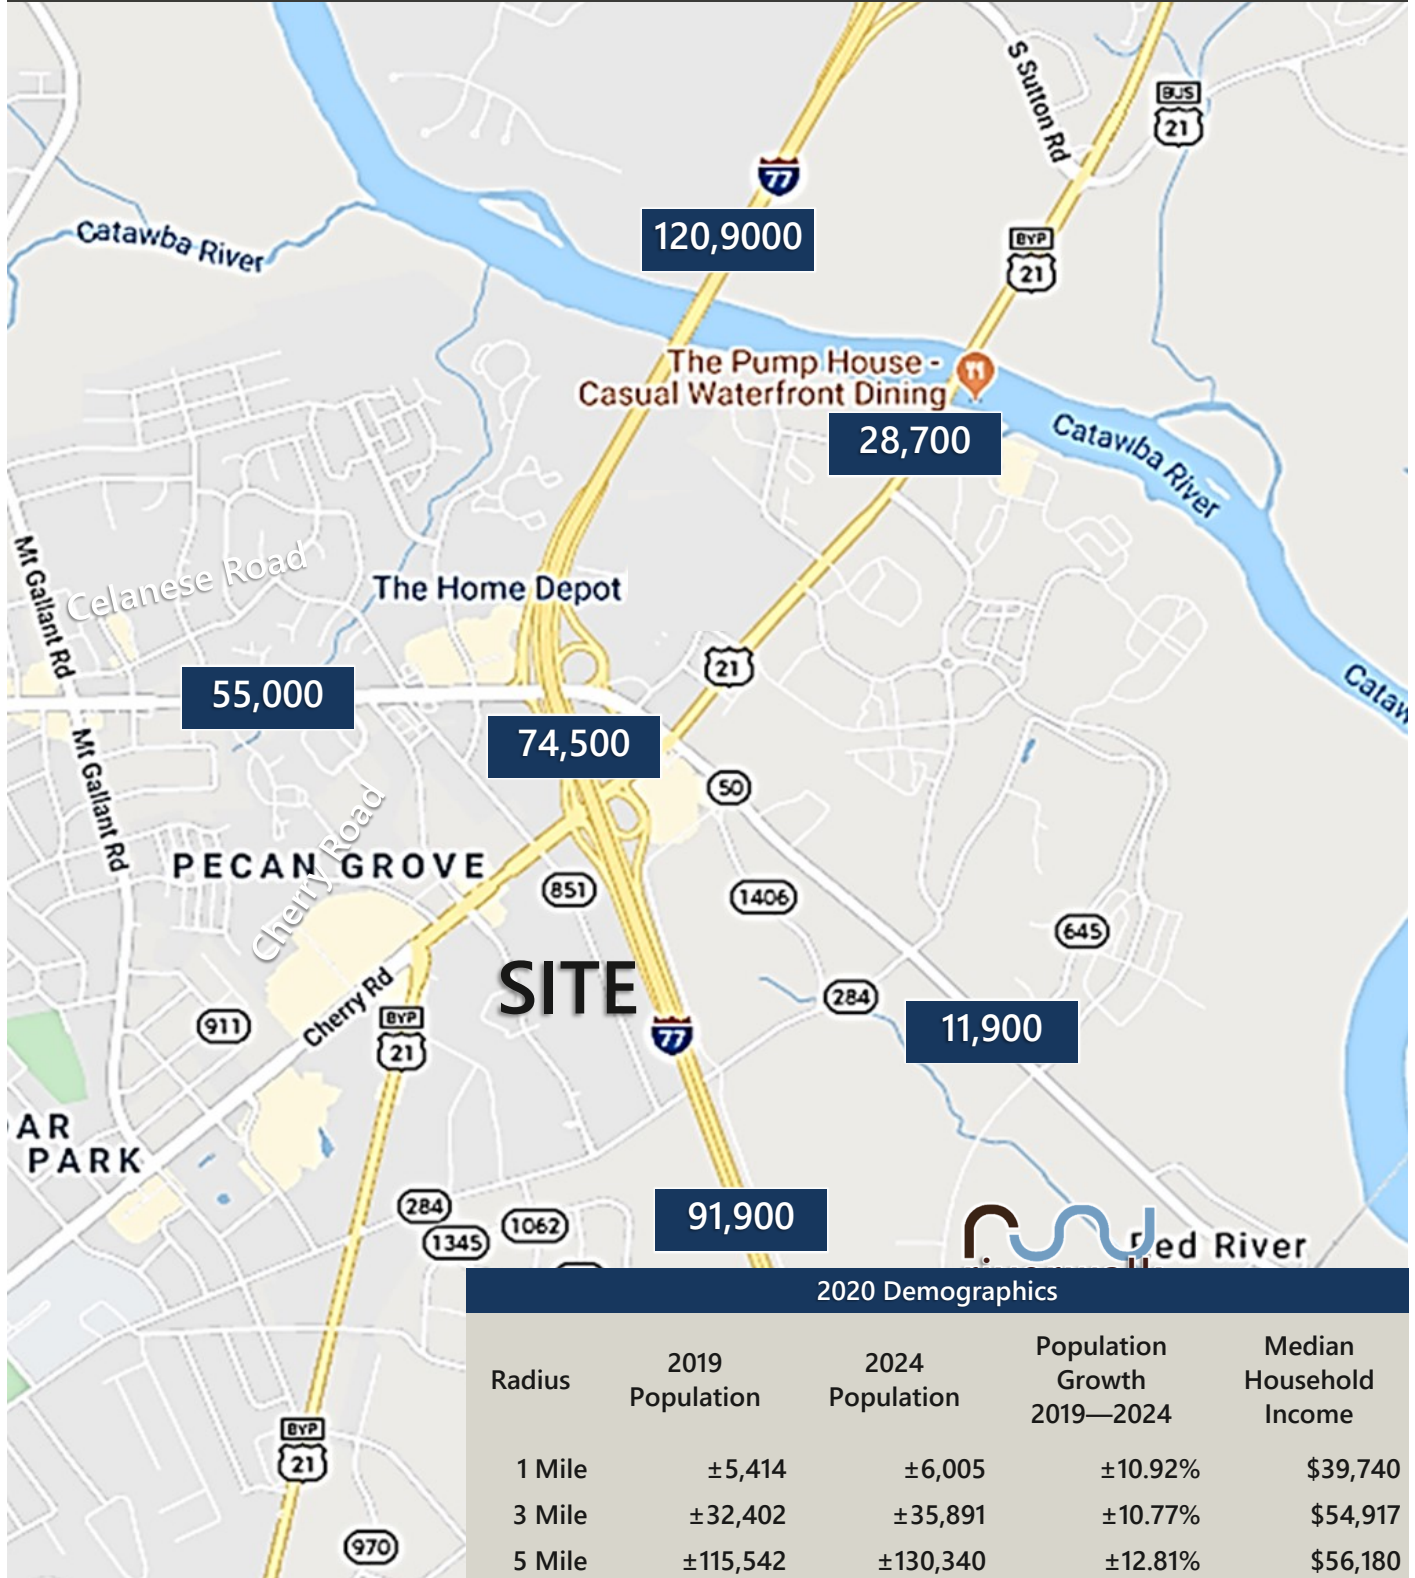 S Sutton Rd
BUS
21
77
120,9000
Catawba River
BYP
21
The Pump House -
Casual Waterfront Dining
28,700
Catawba River
Mt Gallant Rd
Celanese Road
The Home Depot
21
55,000
74,500
Mt Gallant Rd
50
Cherry Road
PECAN GROVE
851
1406
645
SITE
284
911
Cherry Rd
BYP
21
77
11,900
AR
PARK
284
1345
1062
91,900
Red River
2020 Demographics
Radius
2019
Population
2024
Population
Population
Growth
2019—2024
Median
Household
Income
1 Mile ±5,414 ±6,005 ±10.92% $39,740
3 Mile ±32,402 ±35,891 ±10.77% $54,917
5 Mile ±115,542 ±130,340 ±12.81% $56,180
BYP
21
970